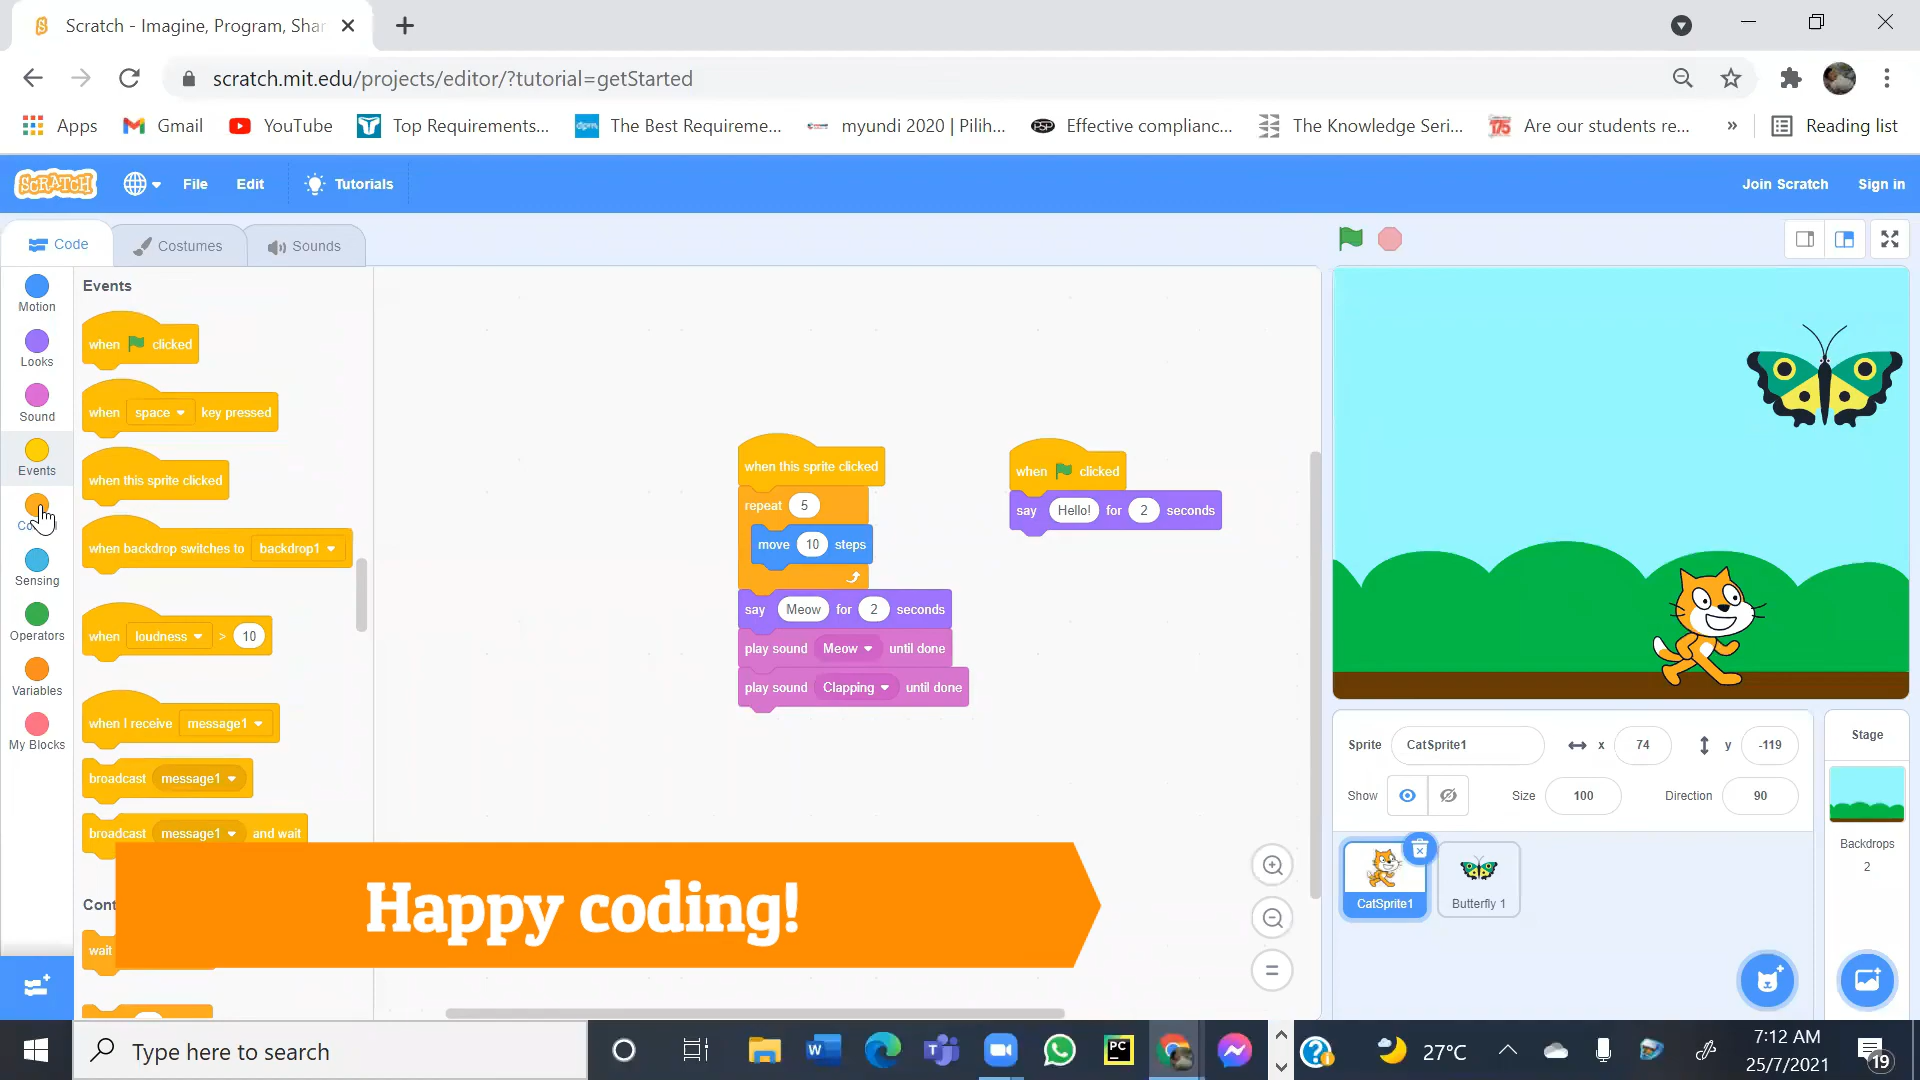 Scratch - Imagine, Program, Shar
scratch.mit.edu/projects/editor/?tutorial=getStarted
Apps Gmail YouTube Top Requirements... The Best Requireme... myundi 2020 | Pilih... Effective complianc... The Knowledge Seri... Are our students re... » Reading list
SCRATCH File Edit Tutorials Join Scratch Sign in
Code Costumes Sounds
Motion
Looks
Sound
Events
Sensing
Operators
Variables
My Blocks
Events
when clicked
when space key pressed
when this sprite clicked
when backdrop switches to backdrop1
when loudness > 10
when I receive message1
broadcast message1
broadcast message1 and wait
wait
when this sprite clicked
repeat 5
move 10 steps
say Meow for 2 seconds
play sound Meow until done
play sound Clapping until done
when clicked
say Hello! for 2 seconds
Happy coding!
Sprite CatSprite1 x 74 y -119
Show Size 100 Direction 90
CatSprite1 Butterfly 1
Stage
Backdrops
2
Type here to search
27°C
7:12 AM
25/7/2021
19